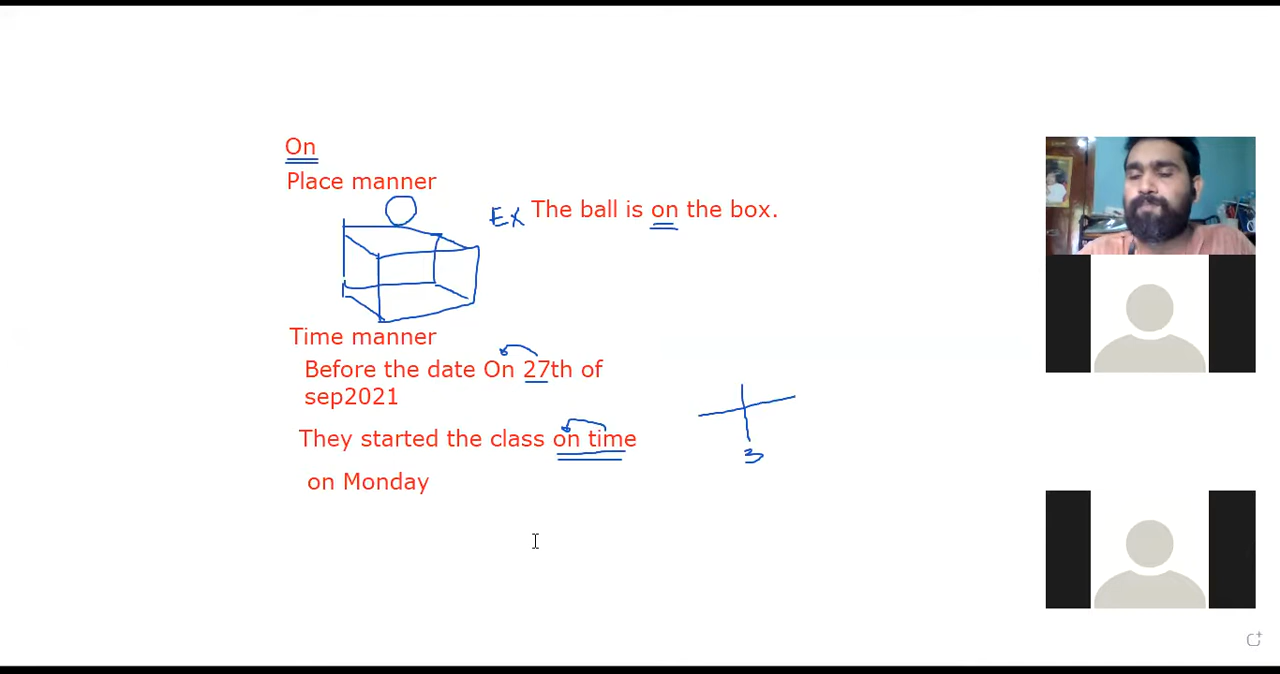 On
Place manner
EX The ball is on the box.
Time manner
Before the date On 27th of
sep2021
They started the class on time
3
on Monday